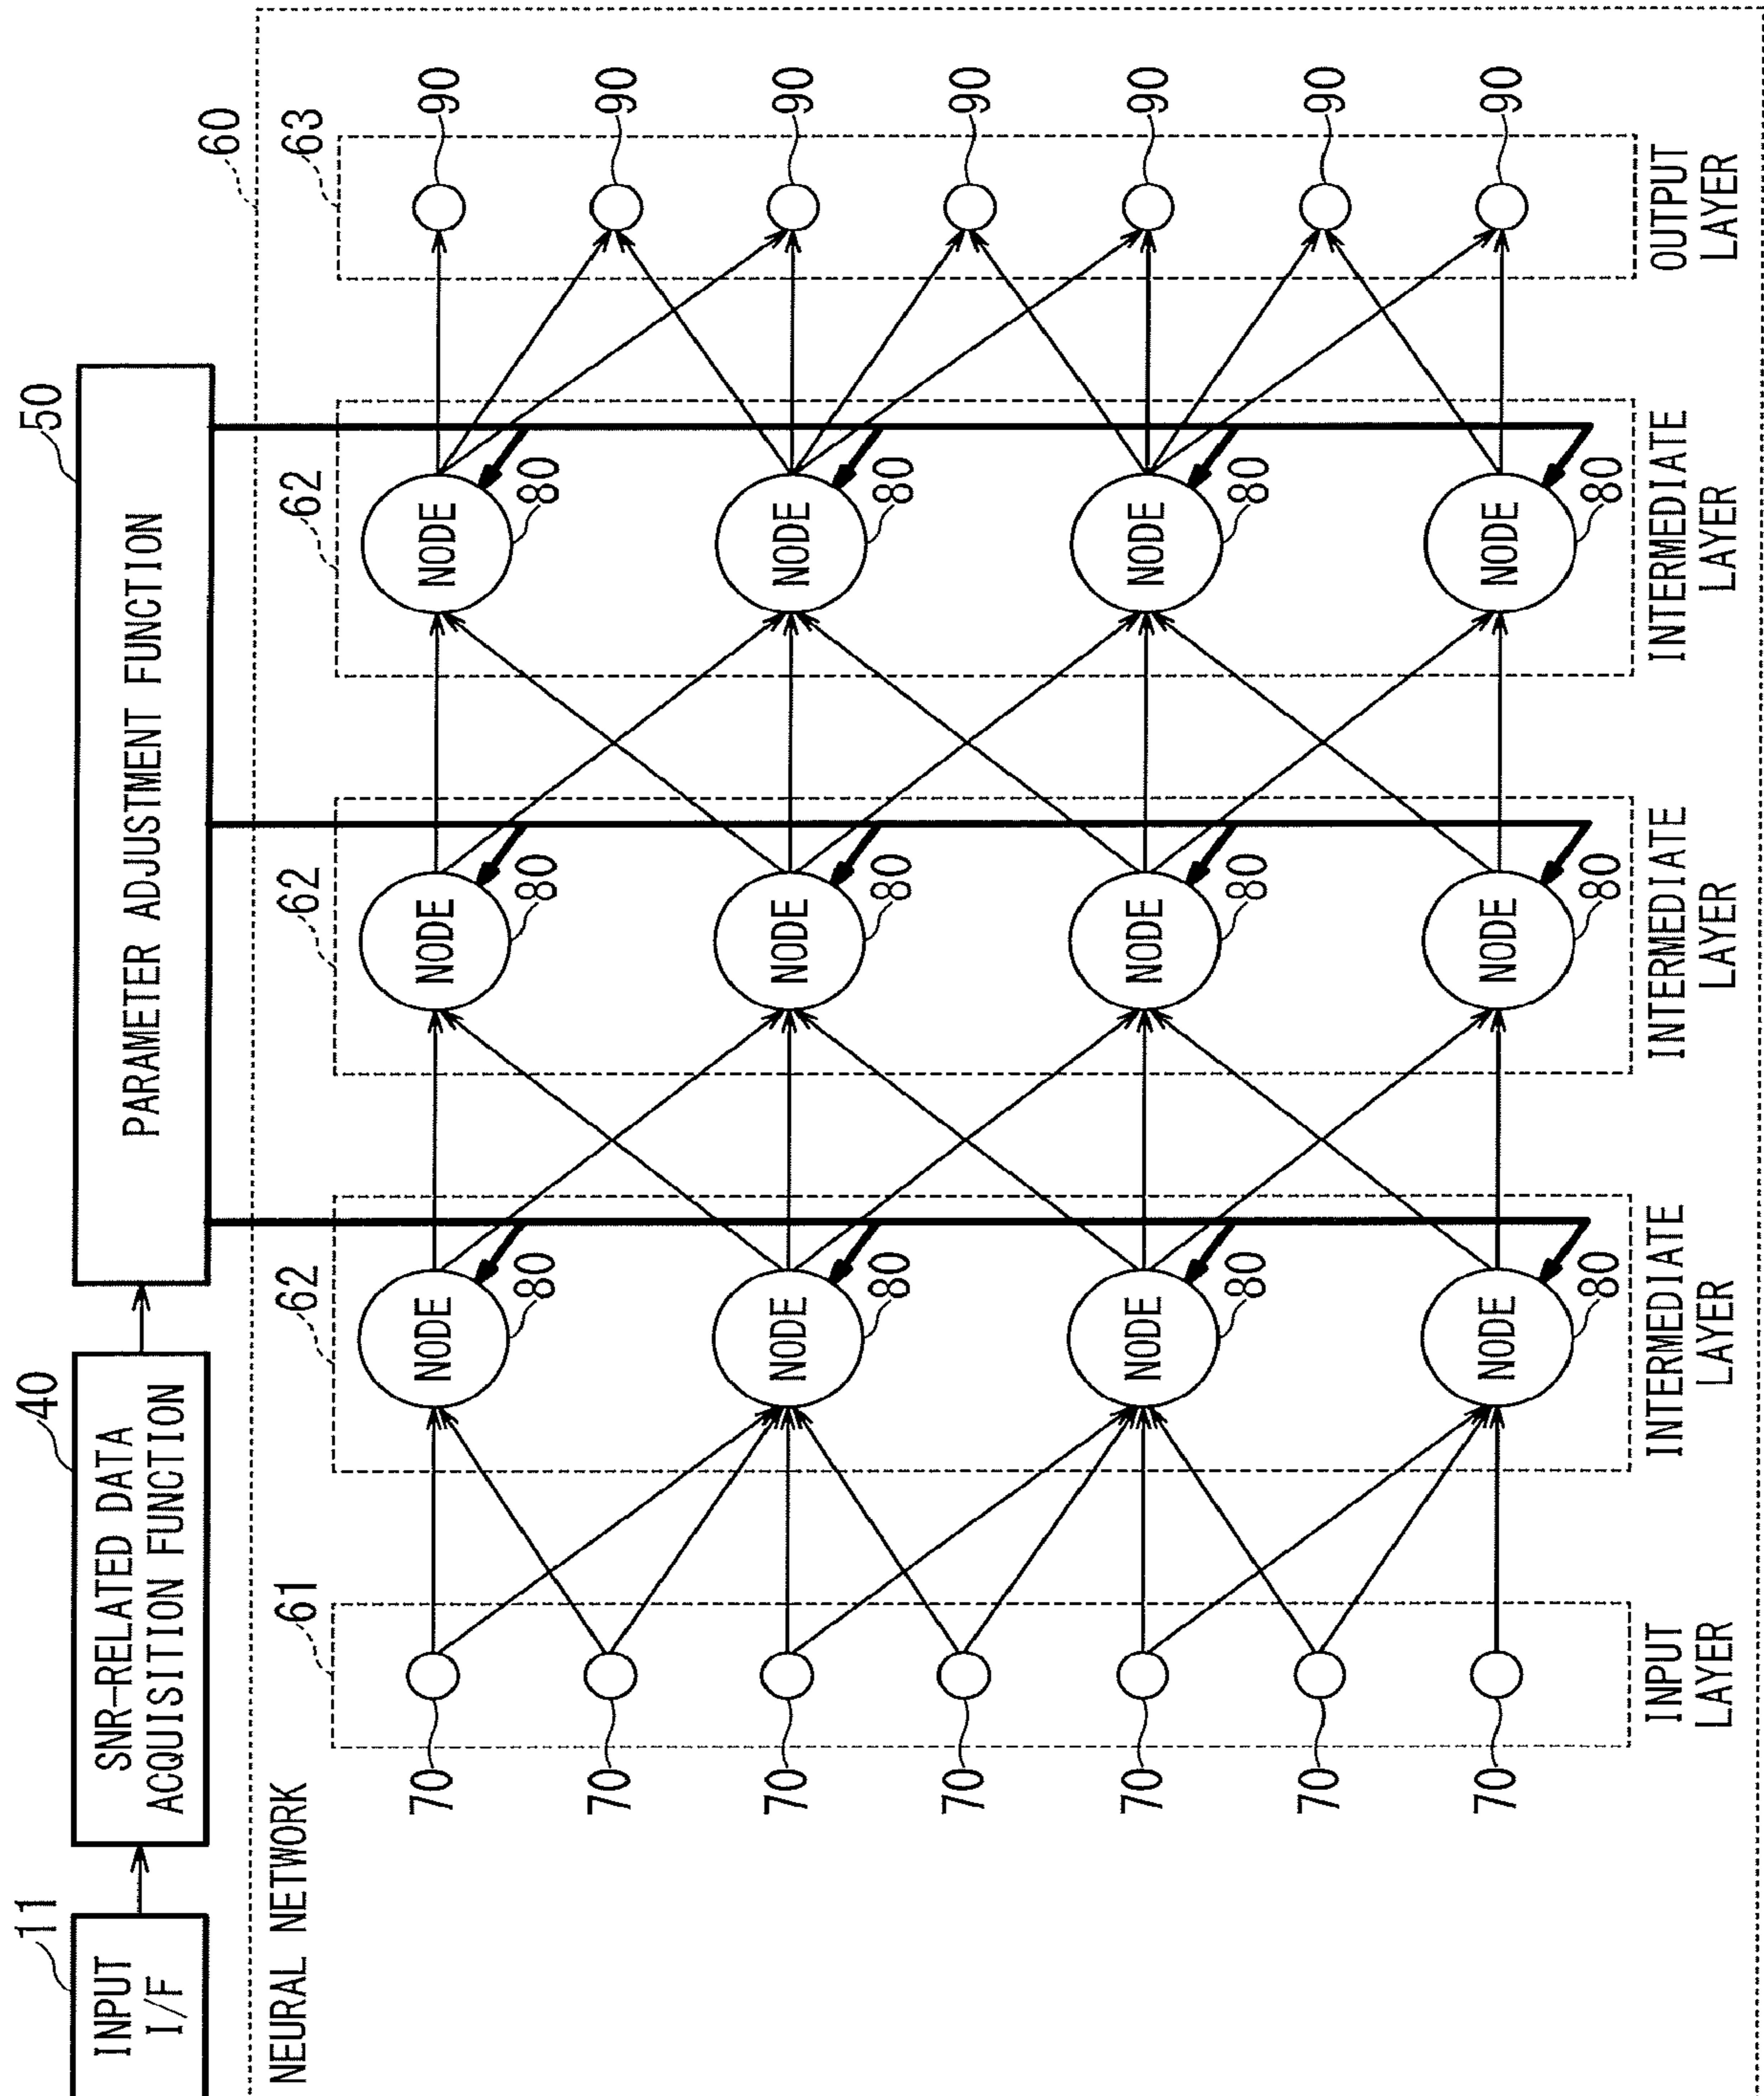 11
INPUT
I/F
40
SNR-RELATED DATA
ACQUISITION FUNCTION
50
PARAMETER ADJUSTMENT FUNCTION
60
NEURAL NETWORK
61
62
62
62
63
70
NODE
80
NODE
80
NODE
80
90
70
90
70
NODE
80
NODE
80
NODE
80
90
70
90
70
NODE
80
NODE
80
NODE
80
90
70
90
70
NODE
80
NODE
80
NODE
80
90
INPUT
LAYER
INTERMEDIATE
LAYER
INTERMEDIATE
LAYER
INTERMEDIATE
LAYER
OUTPUT
LAYER